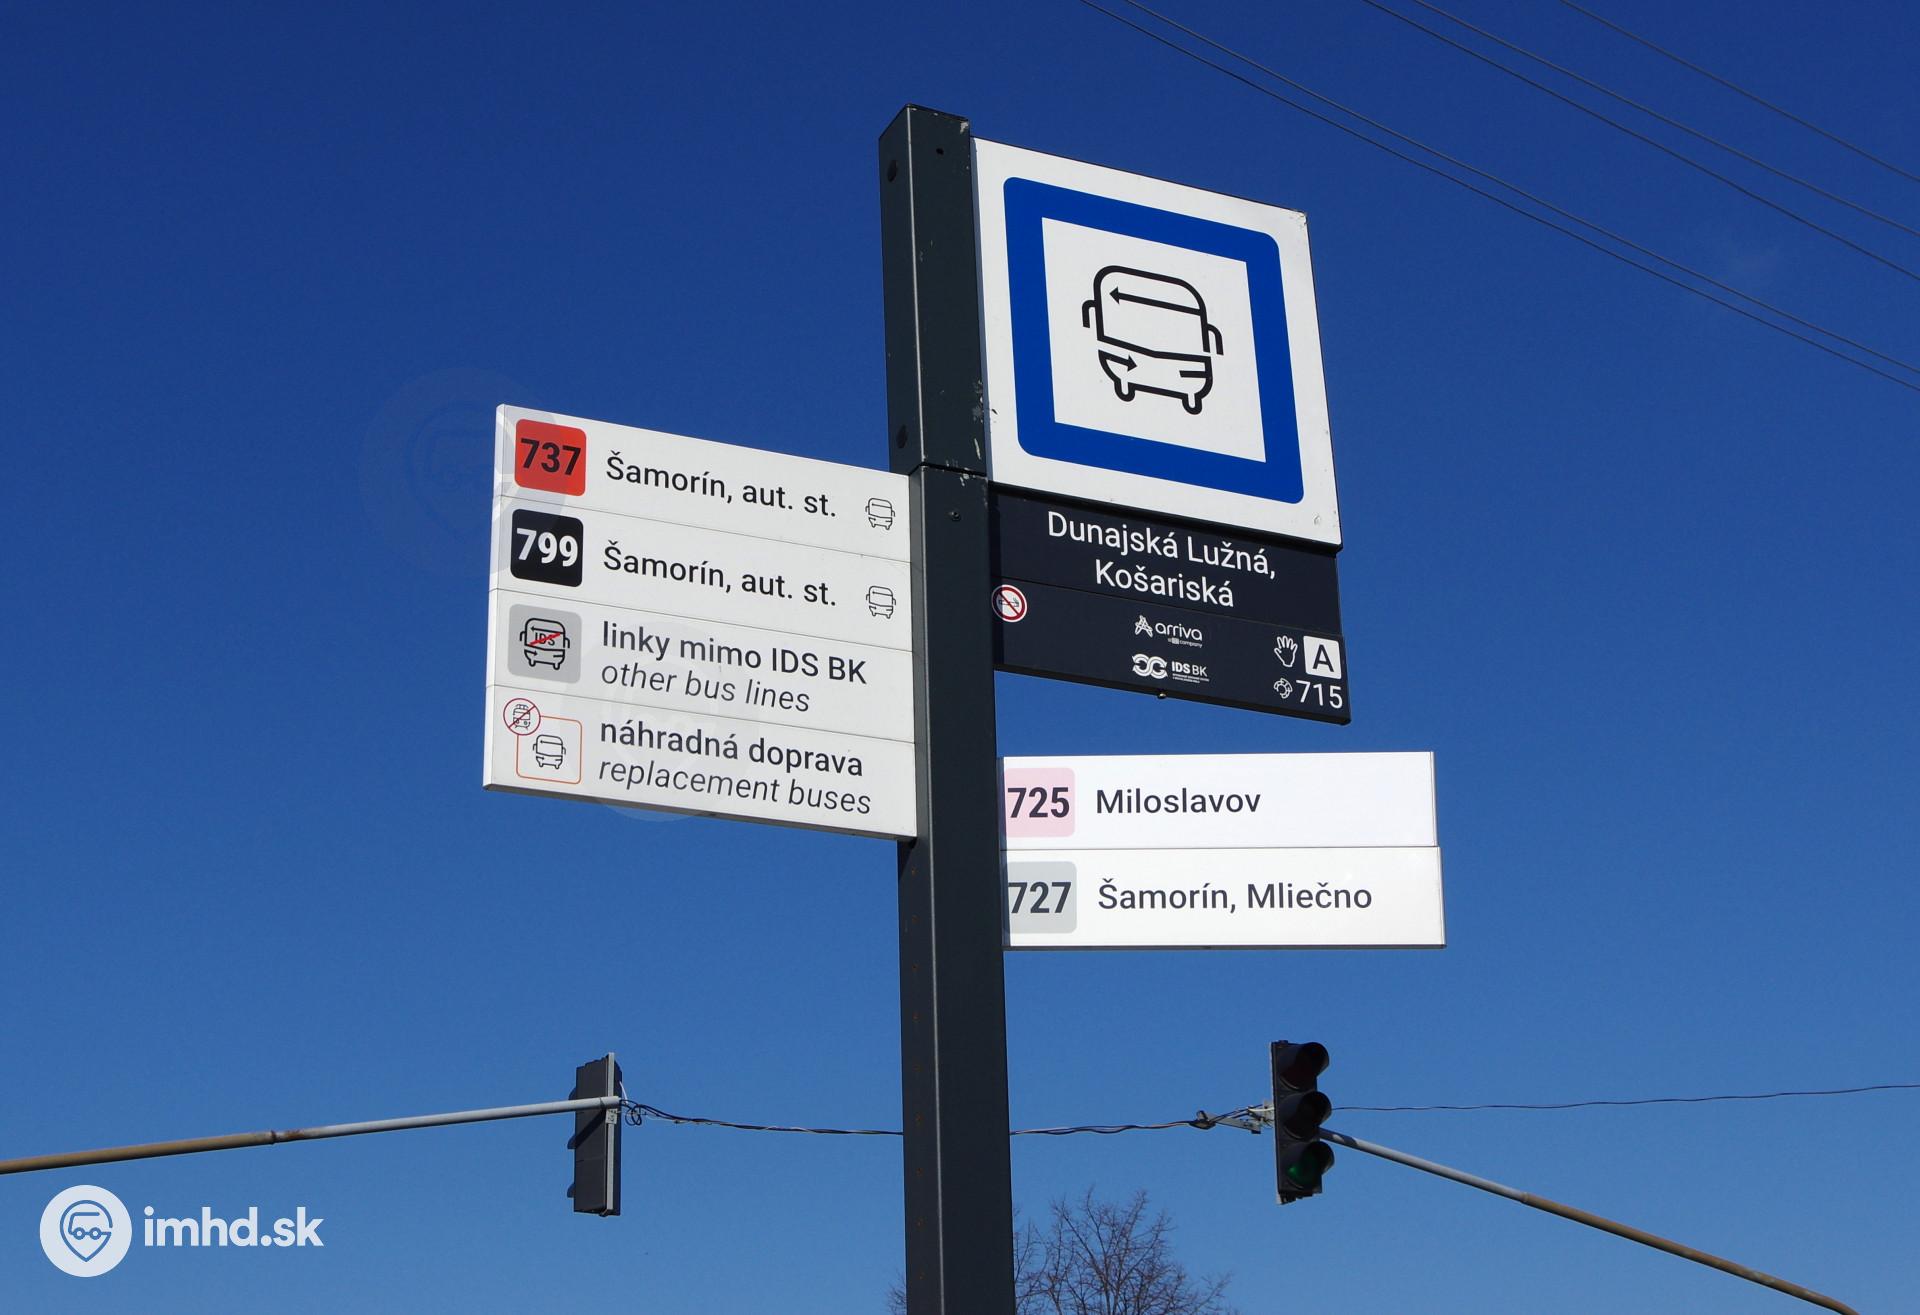 737 Šamorín, aut. st.
799 Šamorín, aut. st.
IDS
linky mimo IDS BK
other bus lines
náhradná doprava
replacement buses
Dunajská Lužná,
Košariská
arriva
IDS BK
A
715
725 Miloslavov
727 Šamorín, Mliečno
imhd.sk